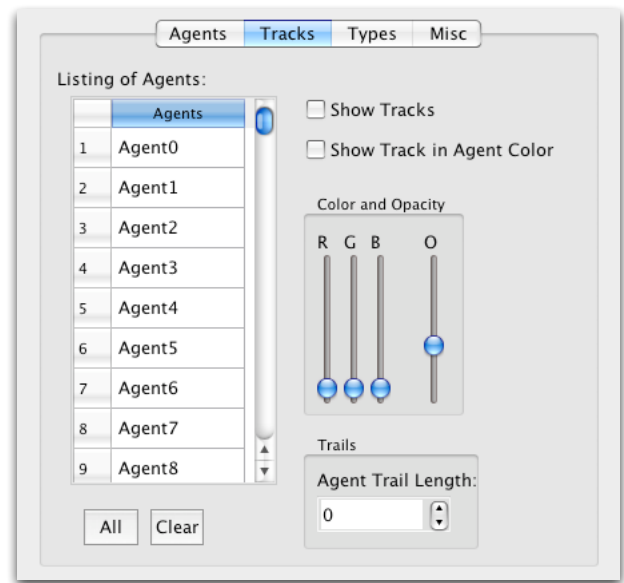 Agents Tracks Types Misc
Listing of Agents:
Agents
1 Agent0
2 Agent1
3 Agent2
4 Agent3
5 Agent4
6 Agent5
7 Agent6
8 Agent7
9 Agent8
All Clear
Show Tracks
Show Track in Agent Color
Color and Opacity
R G B O
Trails
Agent Trail Length:
0